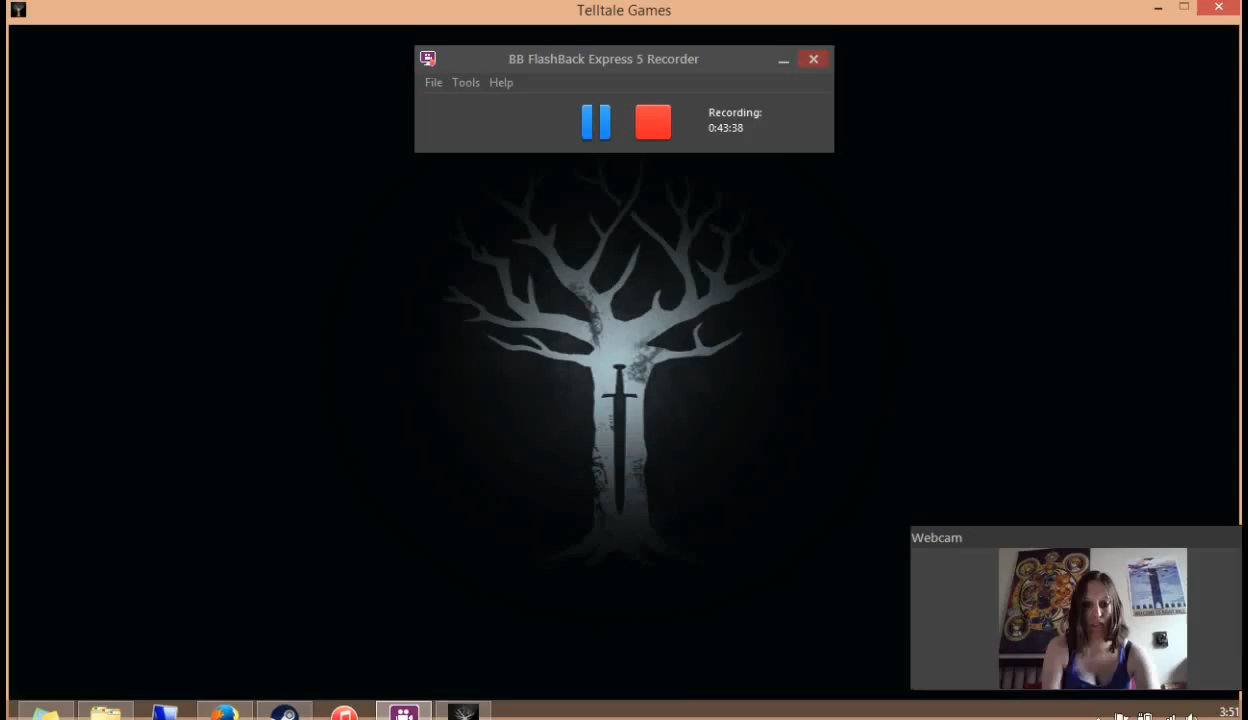 Telltale Games
BB FlashBack Express 5 Recorder
File Tools Help
Recording:
0:43:38
Webcam
3:51